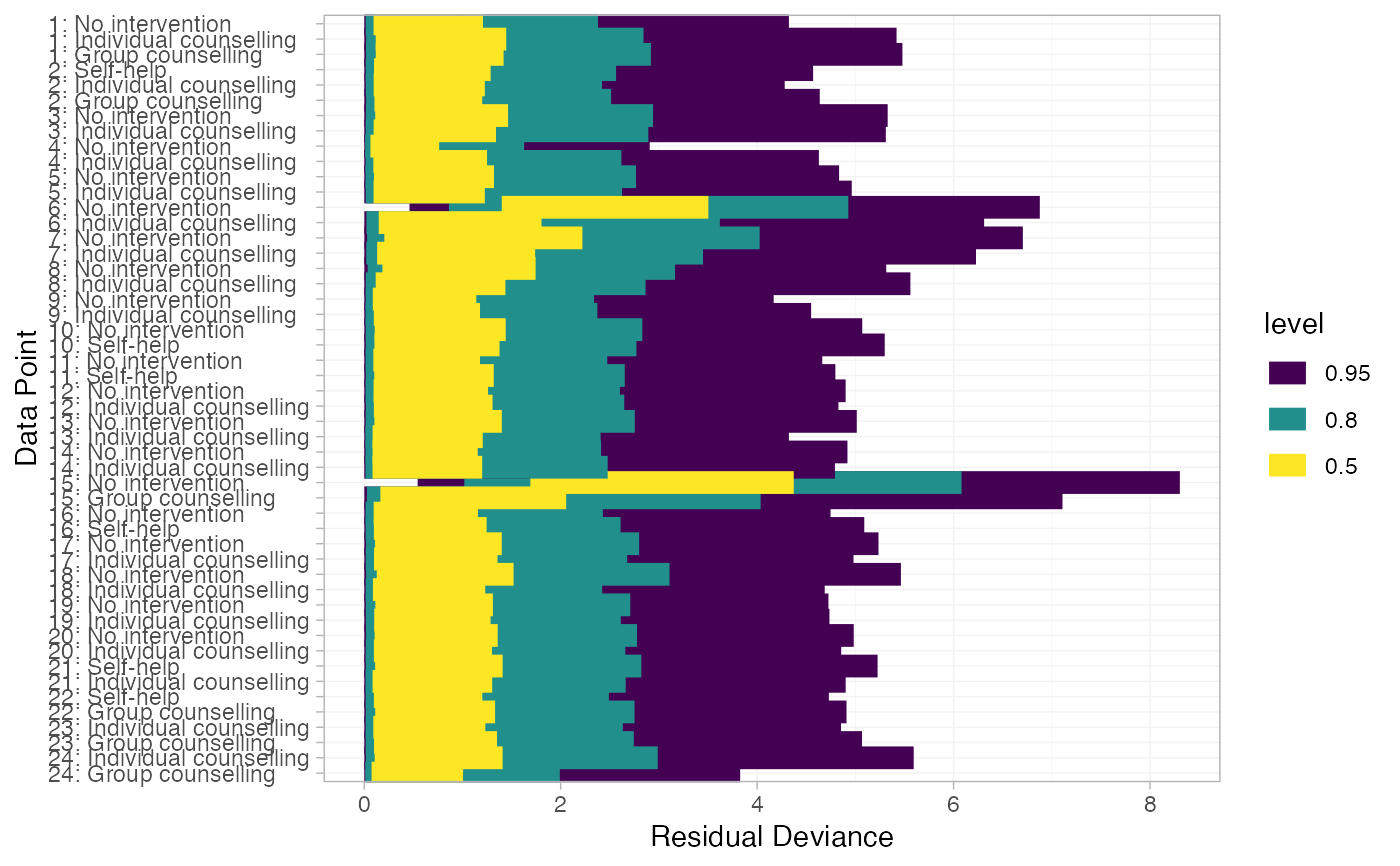 1: No intervention
1: Individual counselling
1: Group counselling
2: Self-help
2: Individual counselling
2: Group counselling
3: No intervention
3: Individual counselling
4: No intervention
4: Individual counselling
5: No intervention
5: Individual counselling
6: No intervention
6: Individual counselling
7: No intervention
7: Individual counselling
8: No intervention
8: Individual counselling
9: No intervention
9: Individual counselling
10: No intervention
10: Self-help
11: No intervention
11: Self-help
12: No intervention
12: Individual counselling
13: No intervention
13: Individual counselling
14: No intervention
14: Individual counselling
15: No intervention
15: Group counselling
16: No intervention
16: Self-help
17: No intervention
17: Individual counselling
18: No intervention
18: Individual counselling
19: No intervention
19: Individual counselling
20: No intervention
20: Individual counselling
21: Self-help
21: Individual counselling
22: Self-help
22: Group counselling
23: Individual counselling
23: Group counselling
24: Individual counselling
24: Group counselling
Data Point
0 2 4 6 8
Residual Deviance
level
0.95
0.8
0.5